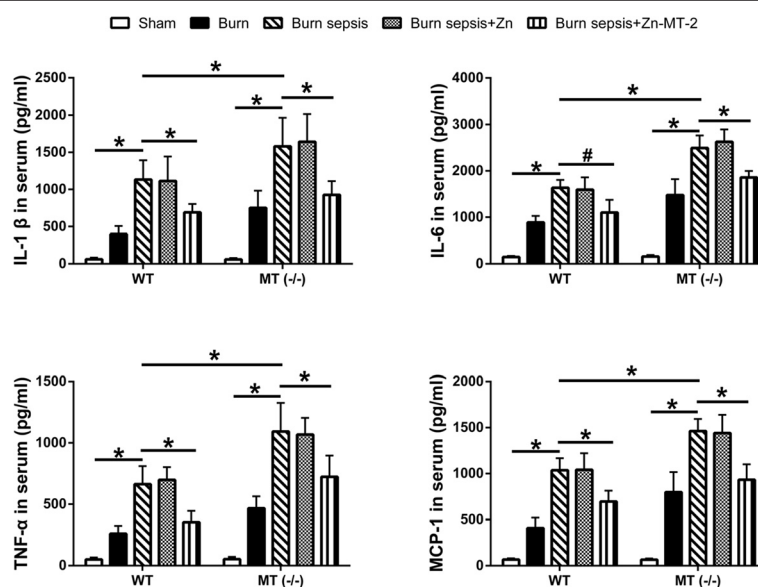 Sham Burn Burn sepsis Burn sepsis+Zn Burn sepsis+Zn-MT-2
IL-1 β in serum (pg/ml)
2500
2000
1500
1000
500
0
* * * * *
WT MT (-/-)
IL-6 in serum (pg/ml)
4000
3000
2000
1000
0
* # * * *
WT MT (-/-)
TNF-α in serum (pg/ml)
1500
1000
500
0
* * * * *
WT MT (-/-)
MCP-1 in serum (pg/ml)
2000
1500
1000
500
0
* * * * *
WT MT (-/-)